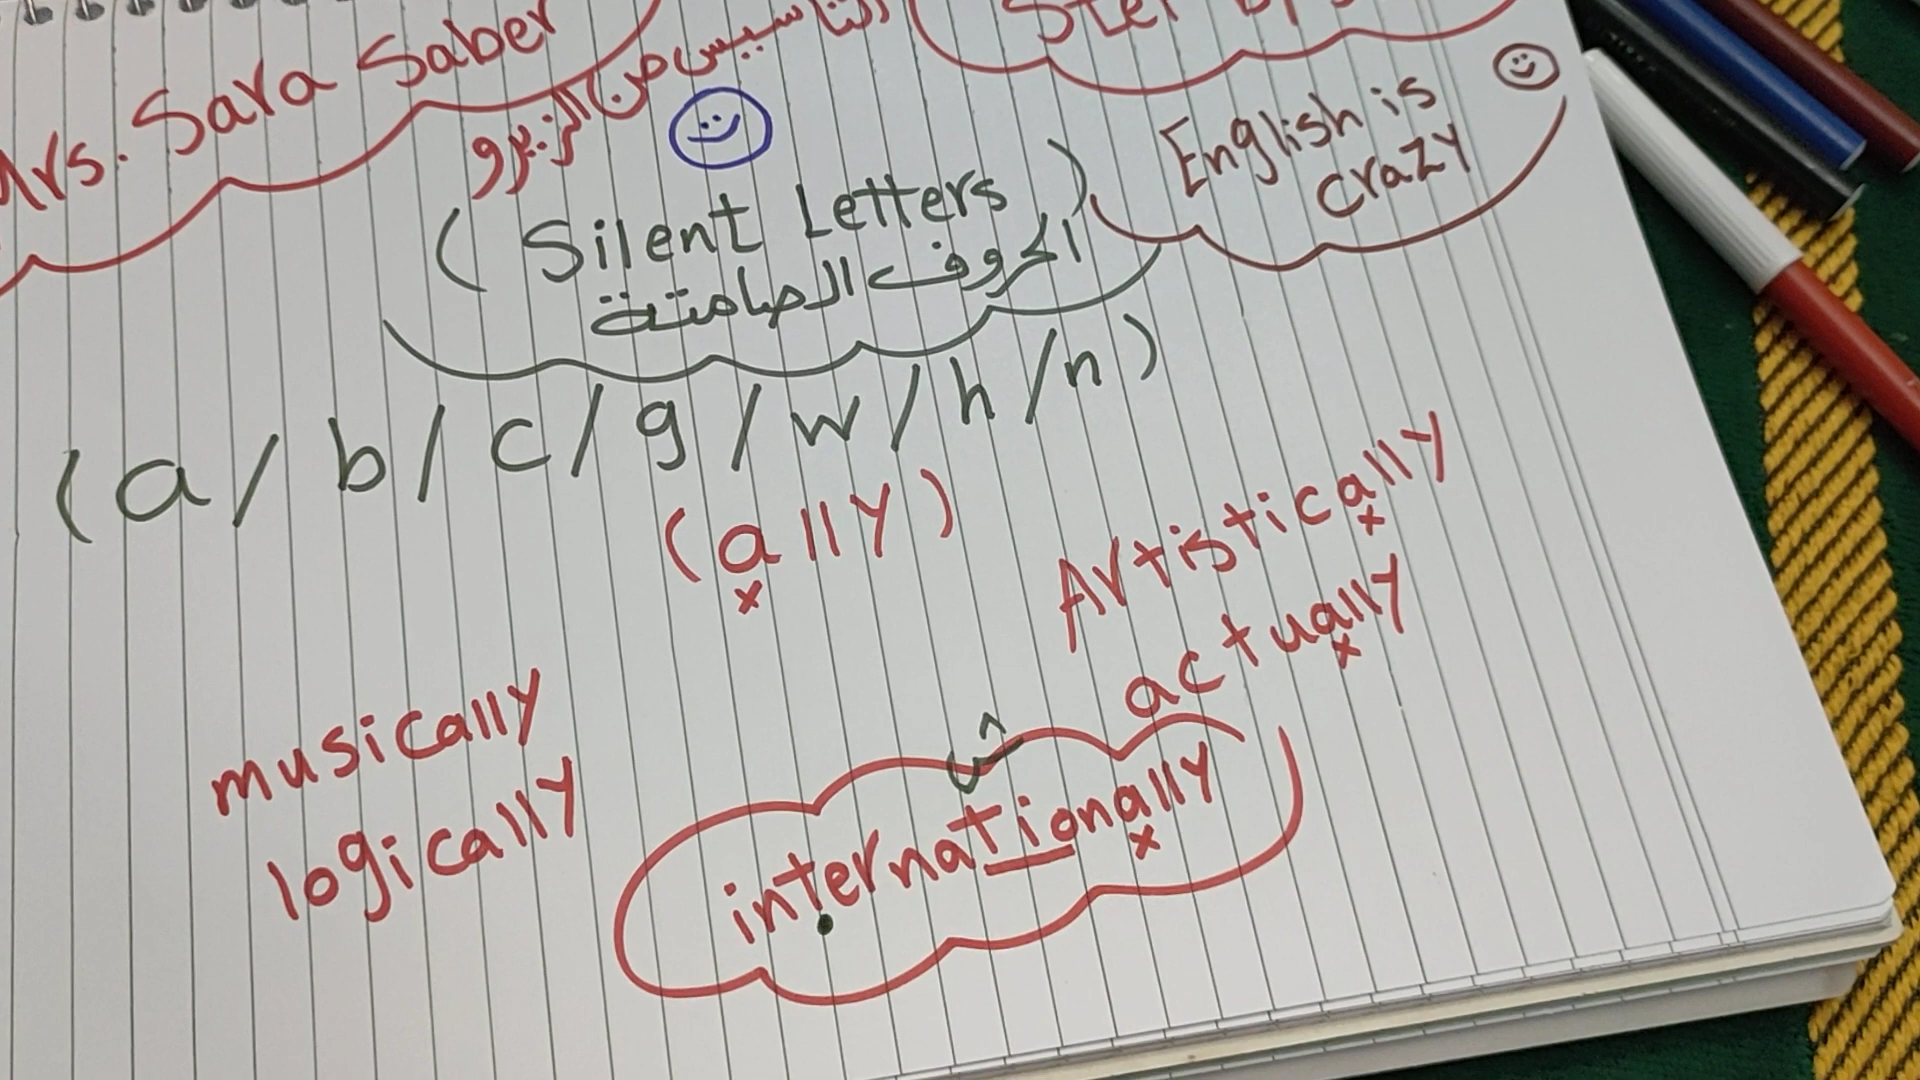 Mrs. Sara Saber
التأسيس من الزيرو
English is
crazy
(Silent Letters)
الحروف الصامتة
(a/b/c/g/w/h/n)
(ally)
x
Artistically
x
actually
x
musically
logically
ش
internationally
x